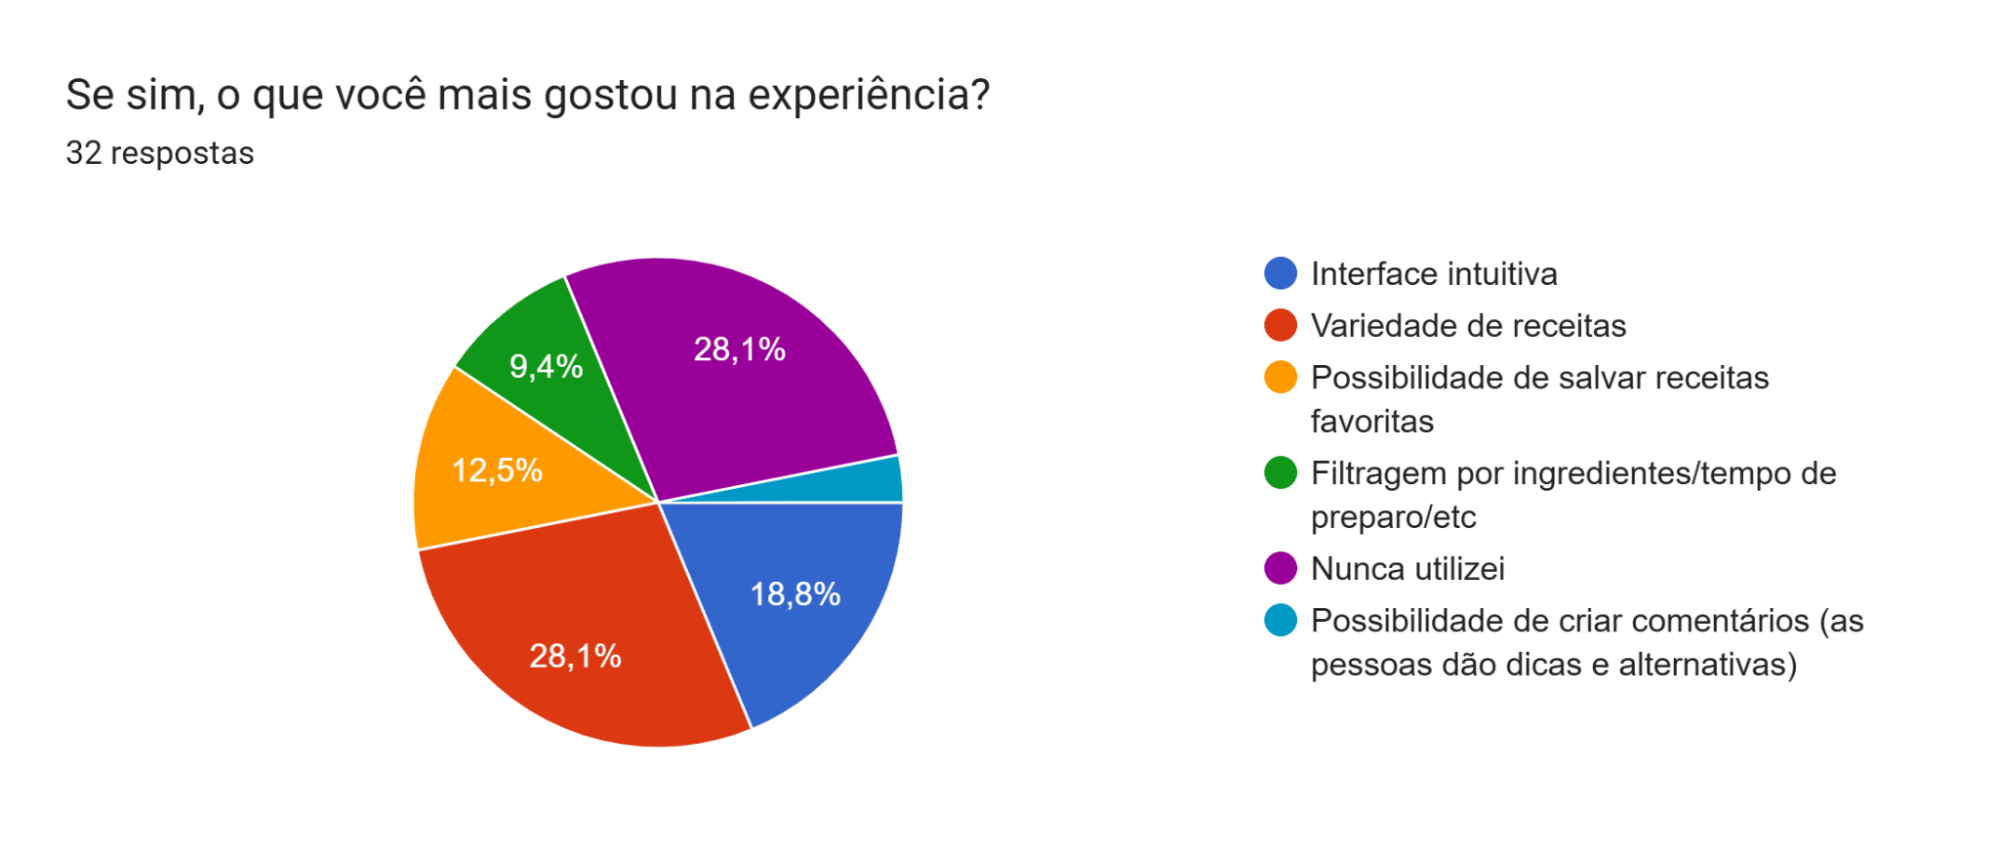 Se sim, o que você mais gostou na experiência?
32 respostas
28,1%
9,4%
12,5%
18,8%
28,1%
Interface intuitiva
Variedade de receitas
Possibilidade de salvar receitas
favoritas
Filtragem por ingredientes/tempo de
preparo/etc
Nunca utilizei
Possibilidade de criar comentários (as
pessoas dão dicas e alternativas)